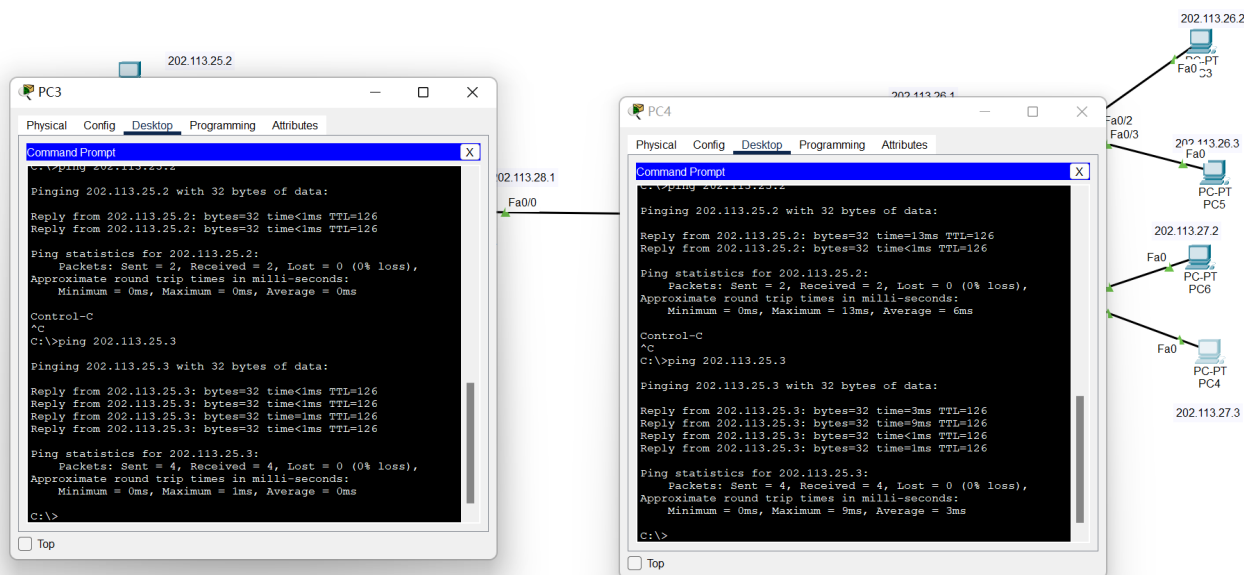 202.113.26.2
PC-PT
Fa0
C3
202.113.25.2
PC3
Physical Config Desktop Programming Attributes
Command Prompt
X
C:\>ping 202.113.25.2
Pinging 202.113.25.2 with 32 bytes of data:
Reply from 202.113.25.2: bytes=32 time<1ms TTL=126
Reply from 202.113.25.2: bytes=32 time<1ms TTL=126
Ping statistics for 202.113.25.2:
Packets: Sent = 2, Received = 2, Lost = 0 (0% loss),
Approximate round trip times in milli-seconds:
Minimum = 0ms, Maximum = 0ms, Average = 0ms
Control-C
^C
C:\>ping 202.113.25.3
Pinging 202.113.25.3 with 32 bytes of data:
Reply from 202.113.25.3: bytes=32 time<1ms TTL=126
Reply from 202.113.25.3: bytes=32 time<1ms TTL=126
Reply from 202.113.25.3: bytes=32 time=1ms TTL=126
Reply from 202.113.25.3: bytes=32 time<1ms TTL=126
Ping statistics for 202.113.25.3:
Packets: Sent = 4, Received = 4, Lost = 0 (0% loss),
Approximate round trip times in milli-seconds:
Minimum = 0ms, Maximum = 1ms, Average = 0ms
C:\>
Top
02.113.28.1
Fa0/0
202.113.26.1
PC4
Physical Config Desktop Programming Attributes
Command Prompt
X
C:\>ping 202.113.25.2
Pinging 202.113.25.2 with 32 bytes of data:
Reply from 202.113.25.2: bytes=32 time=13ms TTL=126
Reply from 202.113.25.2: bytes=32 time<1ms TTL=126
Ping statistics for 202.113.25.2:
Packets: Sent = 2, Received = 2, Lost = 0 (0% loss),
Approximate round trip times in milli-seconds:
Minimum = 0ms, Maximum = 13ms, Average = 6ms
Control-C
^C
C:\>ping 202.113.25.3
Pinging 202.113.25.3 with 32 bytes of data:
Reply from 202.113.25.3: bytes=32 time=3ms TTL=126
Reply from 202.113.25.3: bytes=32 time=9ms TTL=126
Reply from 202.113.25.3: bytes=32 time<1ms TTL=126
Reply from 202.113.25.3: bytes=32 time=1ms TTL=126
Ping statistics for 202.113.25.3:
Packets: Sent = 4, Received = 4, Lost = 0 (0% loss),
Approximate round trip times in milli-seconds:
Minimum = 0ms, Maximum = 9ms, Average = 3ms
C:\>
Top
Fa0/2
Fa0/3
202.113.26.3
Fa0
PC-PT
PC5
202.113.27.2
Fa0
PC-PT
PC6
Fa0
PC-PT
PC4
202.113.27.3